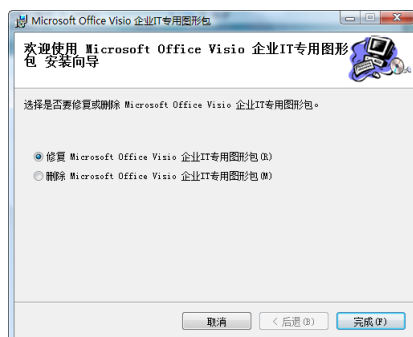 Microsoft Office Visio 企业IT专用图形包
欢迎使用 Microsoft Office Visio 企业IT专用图形
包 安装向导
选择是否要修复或删除 Microsoft Office Visio 企业IT专用图形包。
修复 Microsoft Office Visio 企业IT专用图形包(R)
删除 Microsoft Office Visio 企业IT专用图形包(M)
取消 < 后退(B) 完成(F)